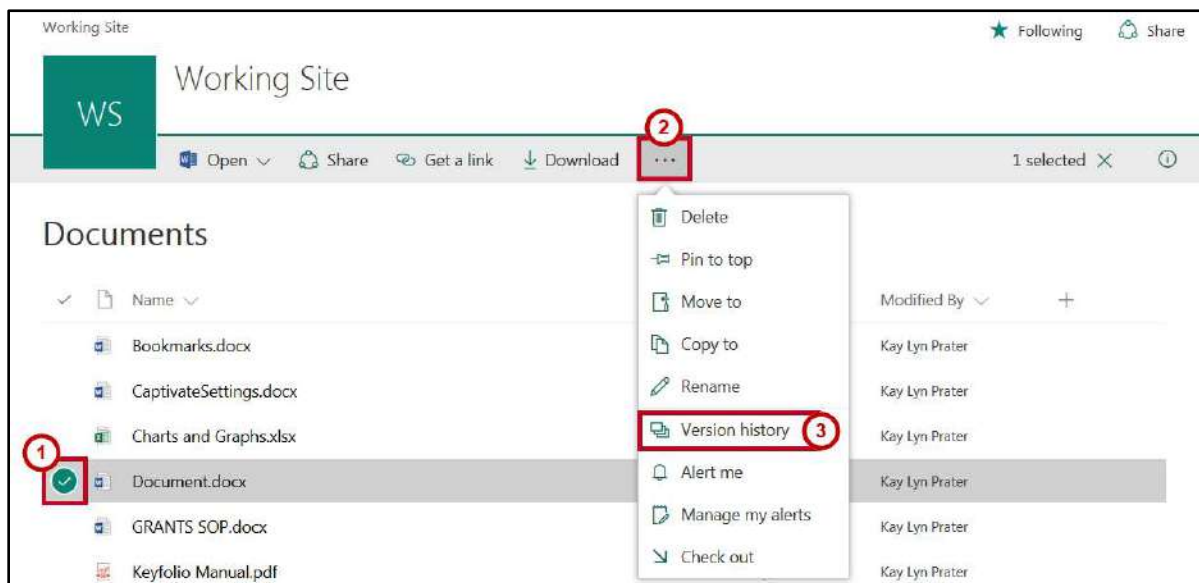 Working Site
Following Share
WS
Working Site
2
Open Share Get a link Download ... 1 selected
Delete
Documents
Pin to top
Name Move to Modified By
Bookmarks.docx Copy to Kay Lyn Prater
CaptivateSettings.docx Rename Kay Lyn Prater
Charts and Graphs.xlsx Version history 3 Kay Lyn Prater
1
Document.docx Alert me Kay Lyn Prater
GRANTS SOP.docx Manage my alerts Kay Lyn Prater
Keyfolio Manual.pdf Check out Kay Lyn Prater